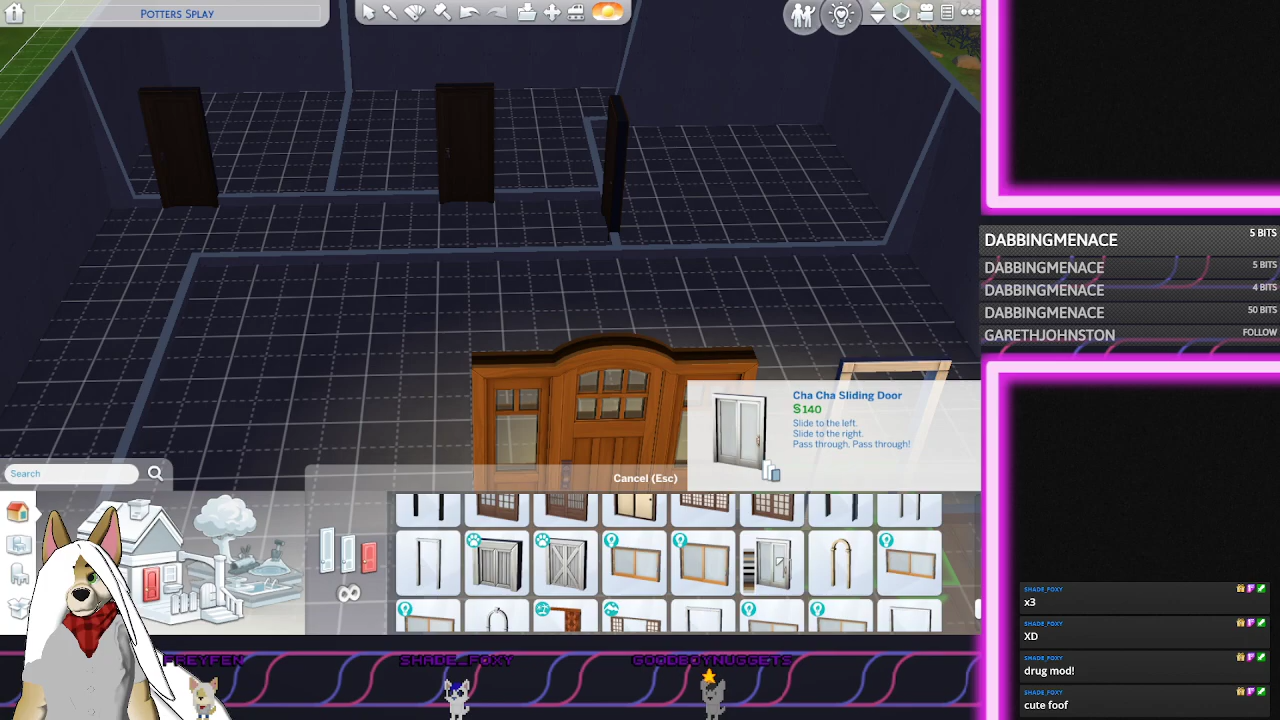 Potters Splay
DABBINGMENACE 5 BITS
DABBINGMENACE 5 BITS
DABBINGMENACE 4 BITS
DABBINGMENACE 50 BITS
GARETHJOHNSTON FOLLOW
Cha Cha Sliding Door
§140
Slide to the left.
Slide to the right.
Pass through. Pass through!
Search
Cancel (Esc)
SHADE_FOXY
x3
SHADE_FOXY
XD
SHADE_FOXY
drug mod!
SHADE_FOXY
cute foof
FREYFEN SHADE_FOXY GOODBOYNUGGETS